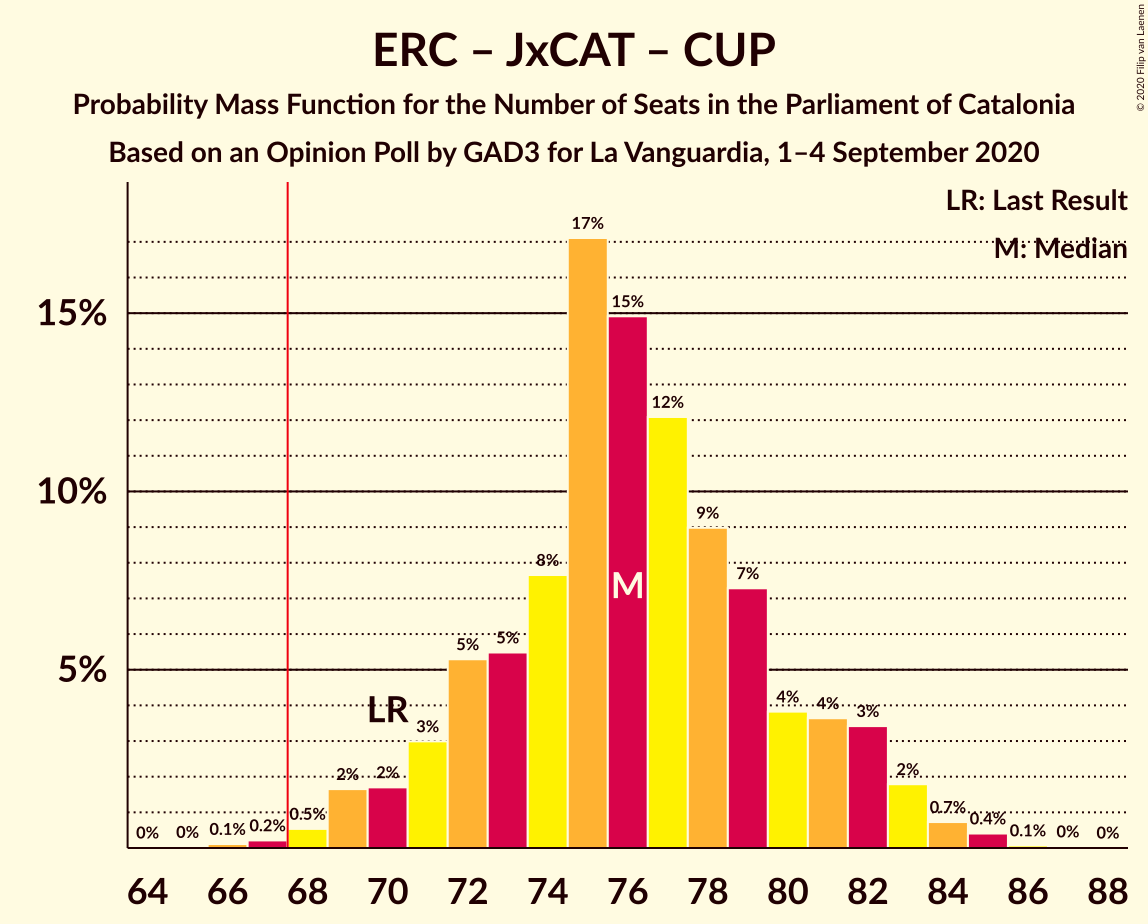 ERC – JxCAT – CUP
Probability Mass Function for the Number of Seats in the Parliament of Catalonia
Based on an Opinion Poll by GAD3 for La Vanguardia, 1–4 September 2020
© 2020 Filip van Laenen
LR: Last Result
M: Median
15%
10%
5%
0% 0% 0.1% 0.2% 0.5% 2% 2% 3% 5% 5% 8% 17% 15% 12% 9% 7% 4% 4% 3% 2% 0.7% 0.4% 0.1% 0% 0%
LR
M
64 66 68 70 72 74 76 78 80 82 84 86 88